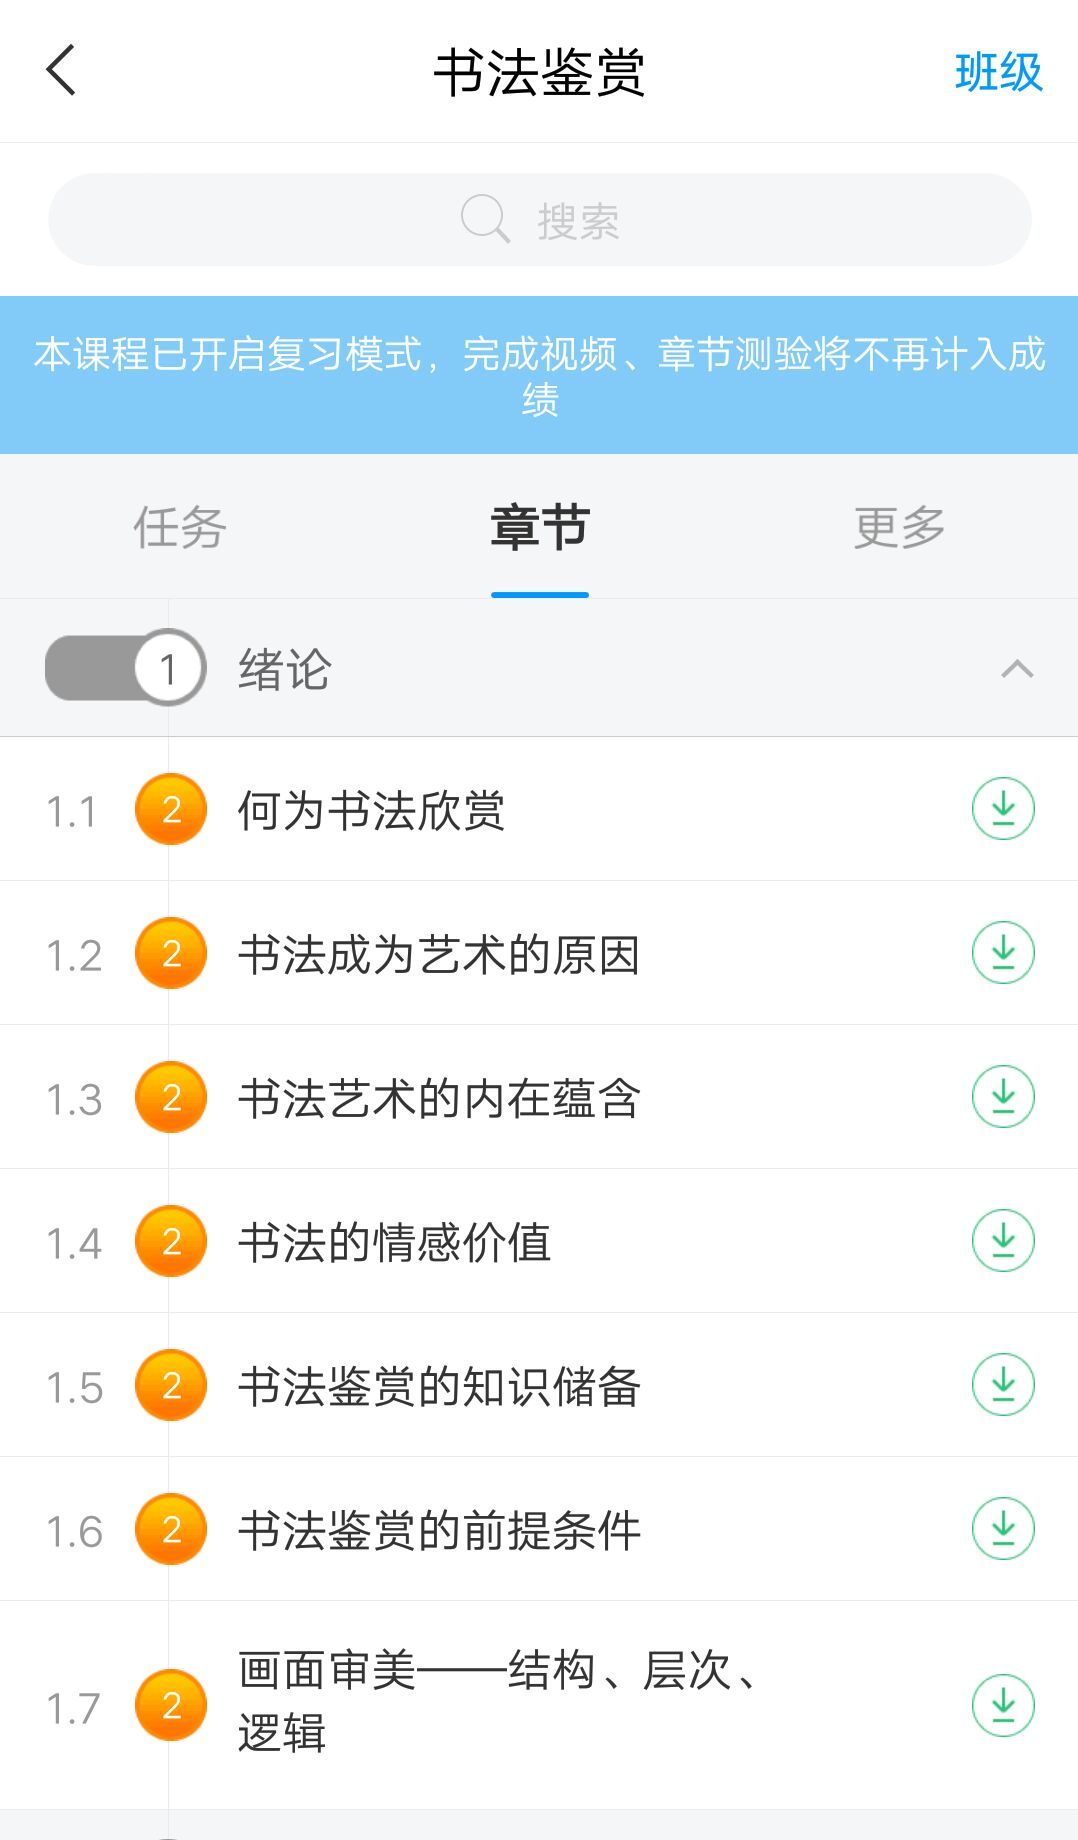 书法鉴赏
班级
搜索
本课程已开启复习模式，完成视频、章节测验将不再计入成
绩
任务
章节
更多
1 绪论
1.1 2 何为书法欣赏
1.2 2 书法成为艺术的原因
1.3 2 书法艺术的内在蕴含
1.4 2 书法的情感价值
1.5 2 书法鉴赏的知识储备
1.6 2 书法鉴赏的前提条件
1.7 2 画面审美——结构、层次、
逻辑